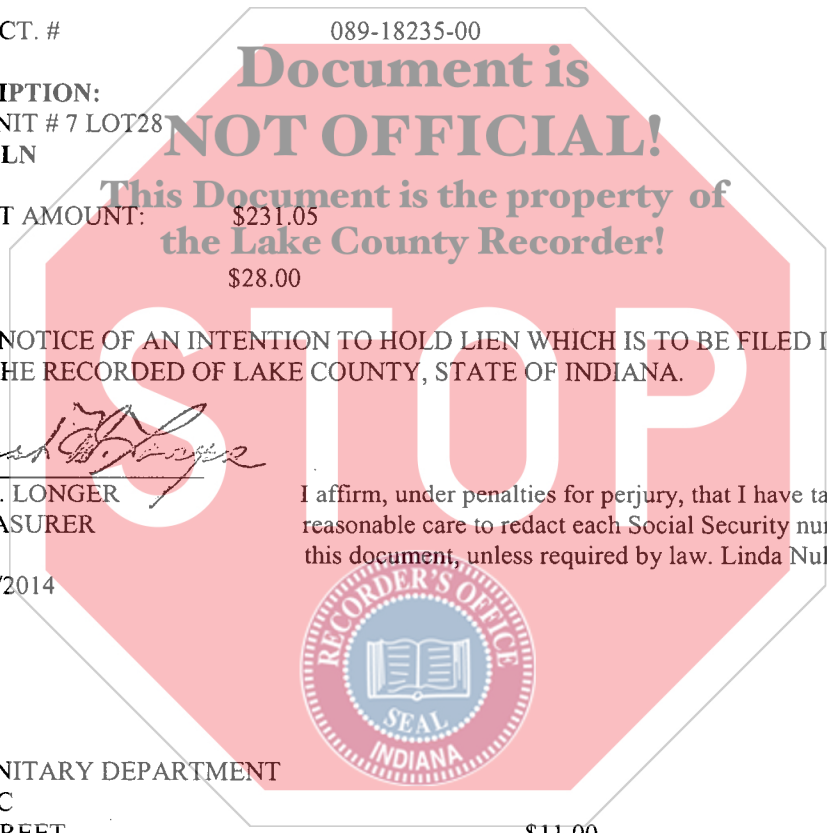 CT. # 089-18235-00
Document is
IPTION:
NIT # 7 LOT28
NOT OFFICIAL!
LN
This Document is the property of
T AMOUNT: $231.05
the Lake County Recorder!
$28.00
NOTICE OF AN INTENTION TO HOLD LIEN WHICH IS TO BE FILED I
HE RECORDED OF LAKE COUNTY, STATE OF INDIANA.
STOP
. LONGER
ASURER
I affirm, under penalties for perjury, that I have ta
reasonable care to redact each Social Security nu
this document, unless required by law. Linda Nul
/2014
RECORDER'S OFFICE
SEAL
INDIANA
NITARY DEPARTMENT
C
REET $11.00